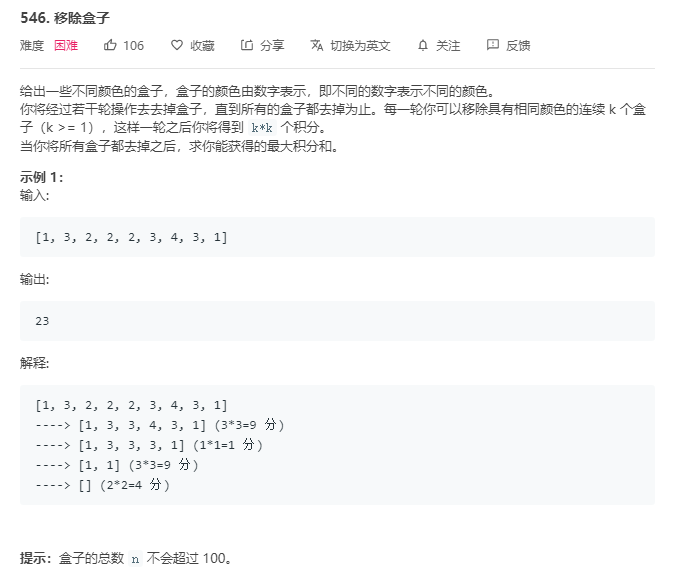 546. 移除盒子
难度 困难 106 收藏 分享 切换为英文 关注 反馈
给出一些不同颜色的盒子，盒子的颜色由数字表示，即不同的数字表示不同的颜色。
你将经过若干轮操作去去掉盒子，直到所有的盒子都去掉为止。每一轮你可以移除具有相同颜色的连续 k 个盒
子（k >= 1），这样一轮之后你将得到 k*k 个积分。
当你将所有盒子都去掉之后，求你能获得的最大积分和。
示例 1：
输入:
[1, 3, 2, 2, 2, 3, 4, 3, 1]
输出:
23
解释:
[1, 3, 2, 2, 2, 3, 4, 3, 1]
----> [1, 3, 3, 4, 3, 1] (3*3=9 分)
----> [1, 3, 3, 3, 1] (1*1=1 分)
----> [1, 1] (3*3=9 分)
----> [] (2*2=4 分)
提示：盒子的总数 n 不会超过 100。